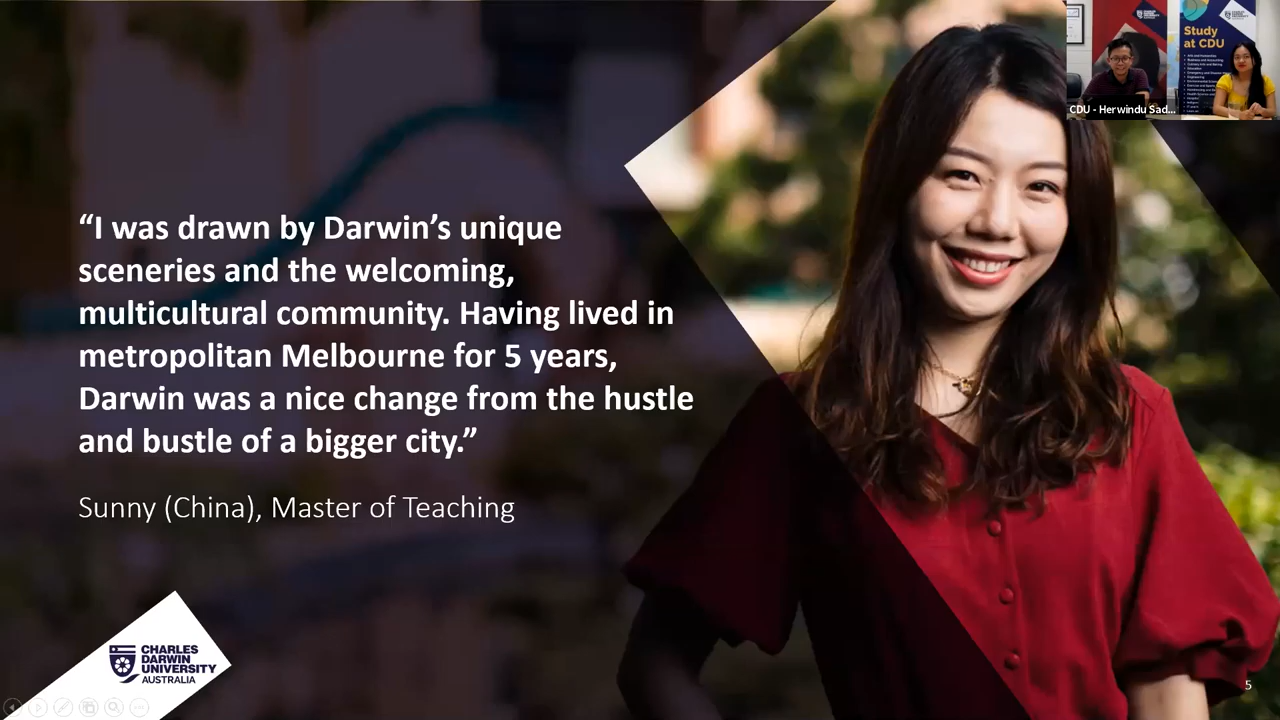 “I was drawn by Darwin’s unique
sceneries and the welcoming,
multicultural community. Having lived in
metropolitan Melbourne for 5 years,
Darwin was a nice change from the hustle
and bustle of a bigger city.”
Sunny (China), Master of Teaching
CHARLES
DARWIN
UNIVERSITY
AUSTRALIA
5
Study
at CDU
CDU - Herwindu Sad...